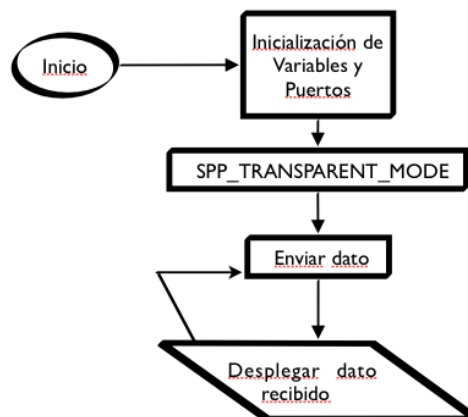 Inicio
Inicialización de
Variables y
Puertos
SPP_TRANSPARENT_MODE
Enviar dato
Desplegar dato
recibido